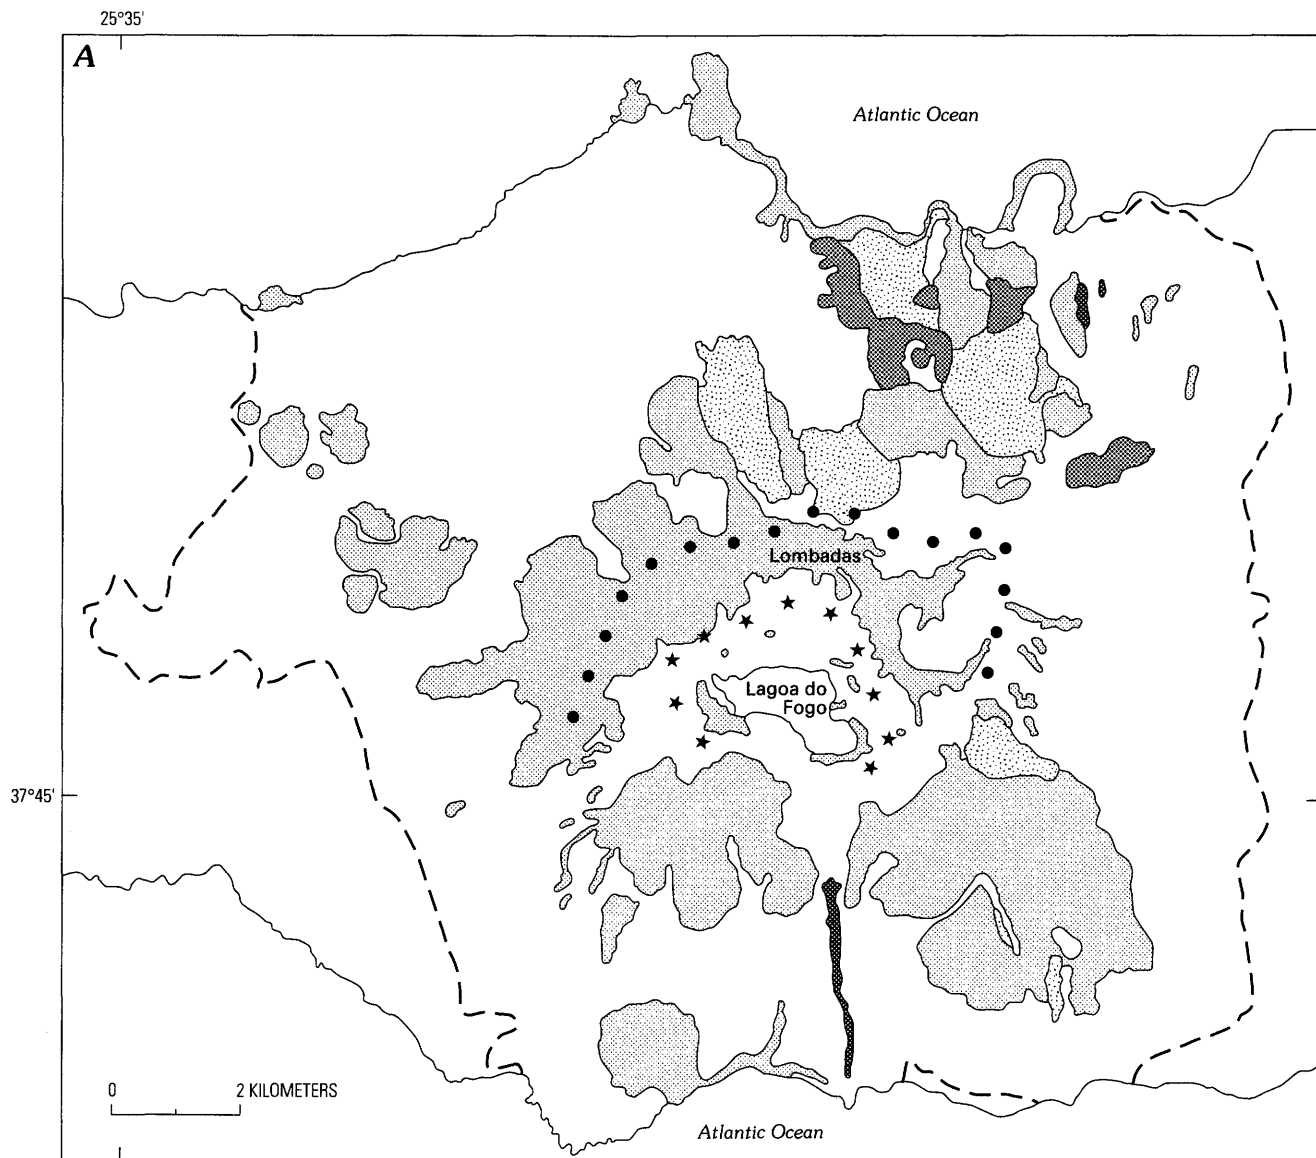 25°35'
A
Atlantic Ocean
Lombadas
Lagoa do
Fogo
37°45'
0 2 KILOMETERS
Atlantic Ocean